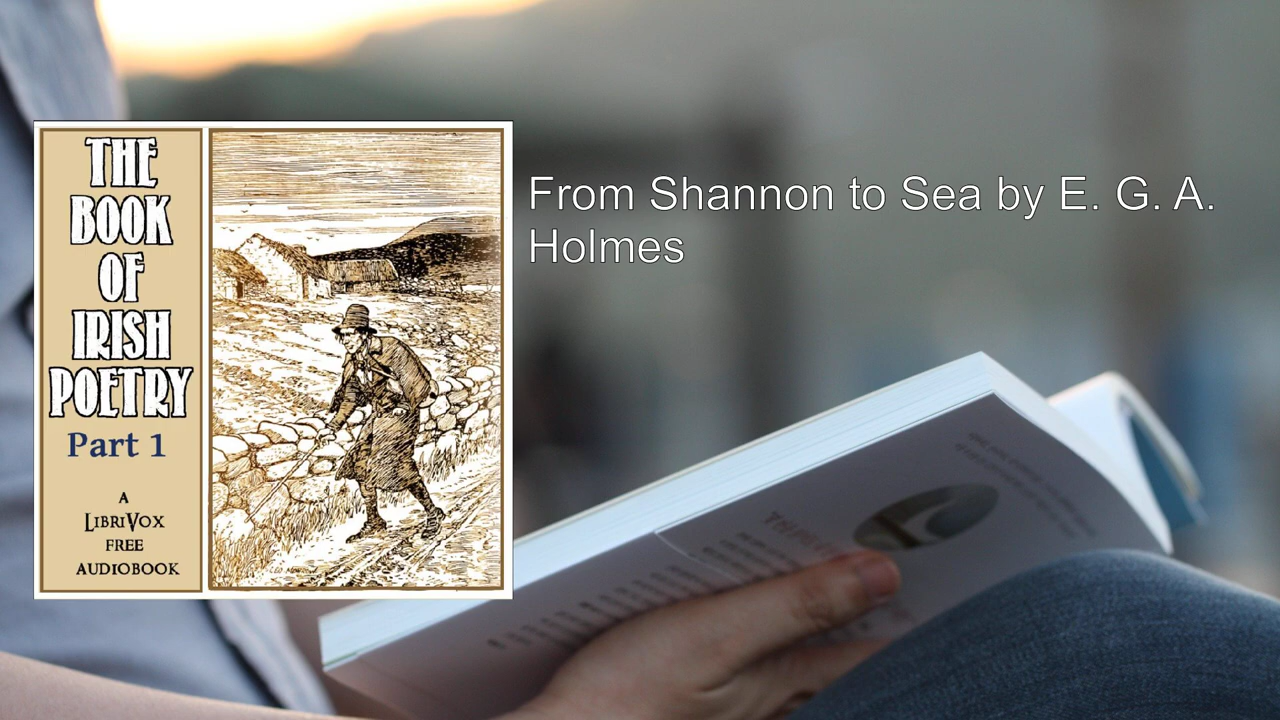 THE
BOOK
OF
IRISH
POETRY
Part 1
A
LIBRIVOX
FREE
AUDIOBOOK
From Shannon to Sea by E. G. A.
Holmes